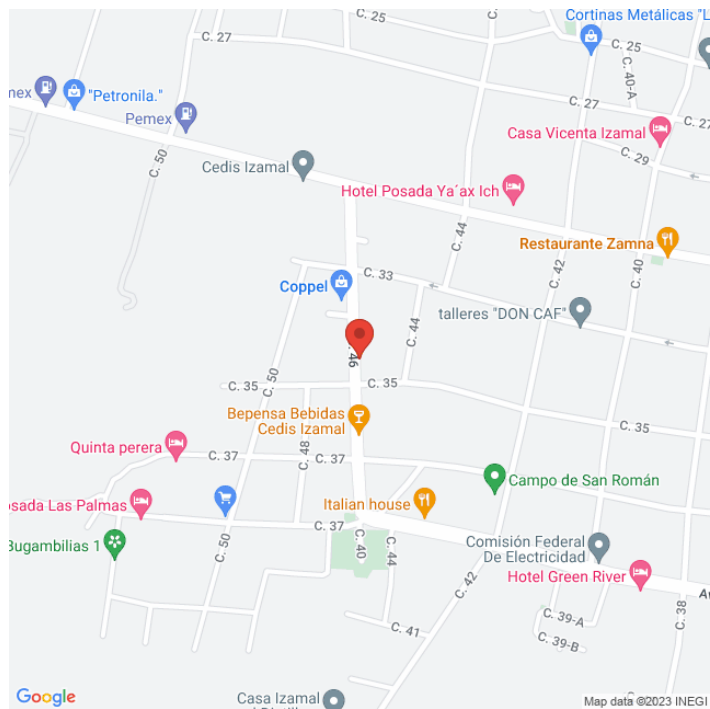 C. 25
Cortinas Metálicas "L
C. 27
C. 25
C. 40-A
mex
"Petronila."
Pemex
C. 27
C. 27
Casa Vicenta Izamal
C. 29
C. 50
Cedis Izamal
Hotel Posada Ya´ax Ich
C. 44
Restaurante Zamna
C. 42
C. 40
C. 33
Coppel
talleres "DON CAF"
C. 44
C. 46
C. 50
C. 35
C. 35
C. 35
Bepensa Bebidas
Cedis Izamal
Quinta perera
C. 37
C. 48
C. 37
Campo de San Román
osada Las Palmas
Italian house
C. 37
Bugambilias 1
C. 50
C. 40
C. 44
Comisión Federal
De Electricidad
C. 42
Hotel Green River
Av
C. 38
C. 39-A
C. 41
C. 39-B
Casa Izamal
Google
Map data ©2023 INEGI